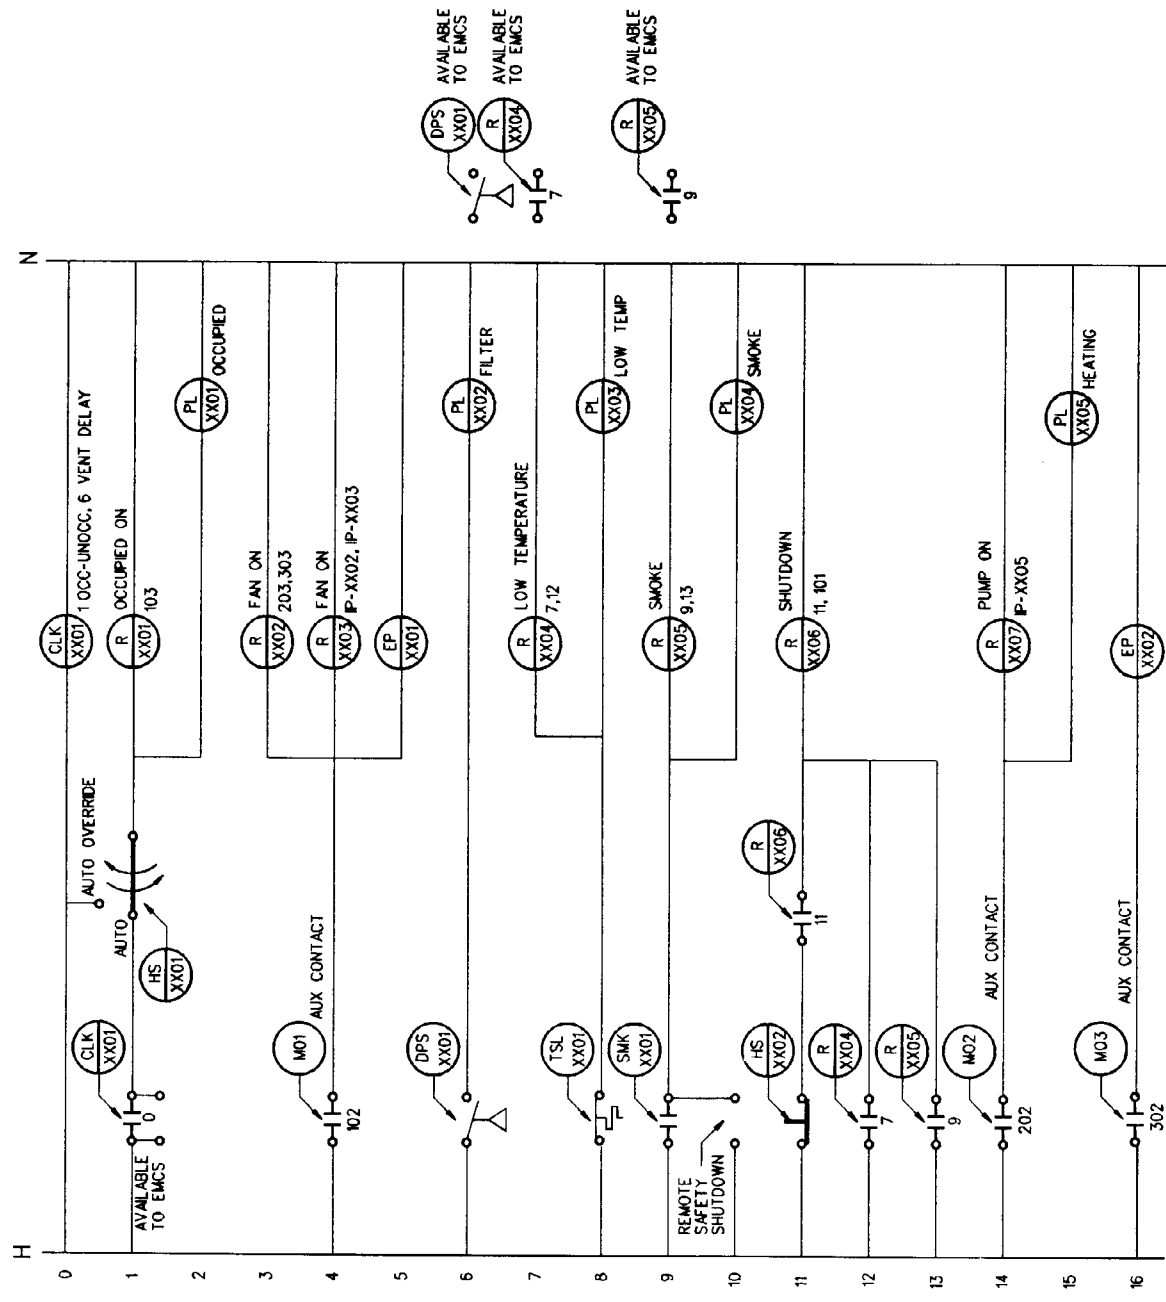 H
N
0
1
2
3
4
5
6
7
8
9
10
11
12
13
14
15
16
CLK
XX01
1 OCC-UNOCC, 6 VENT DELAY
AUTO OVERRIDE
AVAILABLE
TO EMCS
CLK
XX01
0
AUTO
HS
XX01
R
XX01
OCCUPIED ON
103
PL
XX01
OCCUPIED
R
XX02
FAN ON
203,303
M01
AUX CONTACT
102
R
XX03
FAN ON
IP-XX02, IP-XX03
EP
XX01
DPS
XX01
PL
XX02
FILTER
R
XX04
LOW TEMPERATURE
7,12
TSL
XX01
PL
XX03
LOW TEMP
SMK
XX01
R
XX05
SMOKE
9,13
REMOTE
SAFETY
SHUTDOWN
PL
XX04
SMOKE
HS
XX02
R
XX06
11
R
XX06
SHUTDOWN
11, 101
R
XX04
7
R
XX05
9
M02
AUX CONTACT
202
R
XX07
PUMP ON
IP-XX05
PL
XX05
HEATING
M03
AUX CONTACT
302
EP
XX02
DPS
XX01
AVAILABLE
TO EMCS
R
XX04
AVAILABLE
TO EMCS
7
R
XX05
AVAILABLE
TO EMCS
9